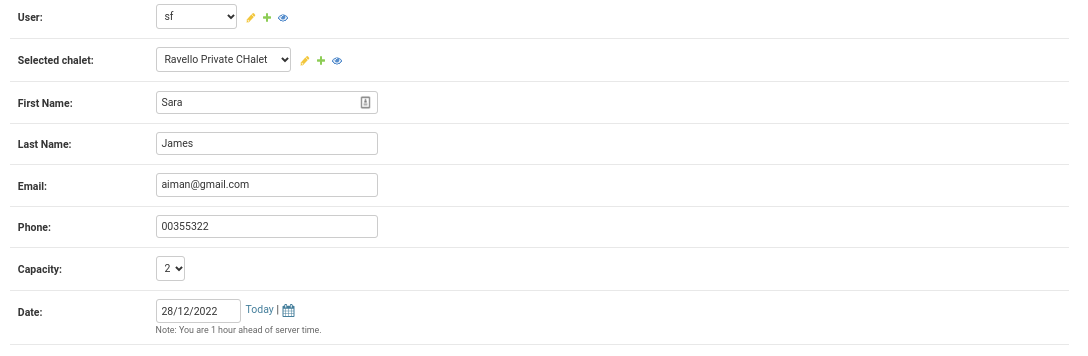 User: sf
Selected chalet: Ravello Private CHalet
First Name: Sara
Last Name: James
Email: aiman@gmail.com
Phone: 00355322
Capacity: 2
Date: 28/12/2022 Today |
Note: You are 1 hour ahead of server time.